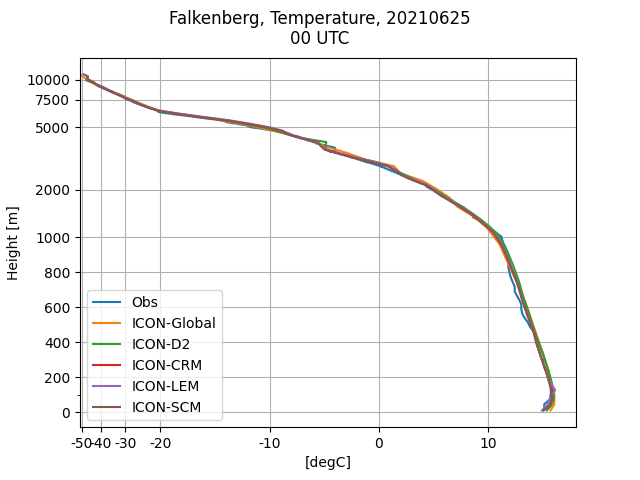 Falkenberg, Temperature, 20210625
00 UTC
10000
7500
5000
2000
1000
800
600
400
200
0
Height [m]
Obs
ICON-Global
ICON-D2
ICON-CRM
ICON-LEM
ICON-SCM
-50 -40 -30 -20 -10 0 10
[degC]